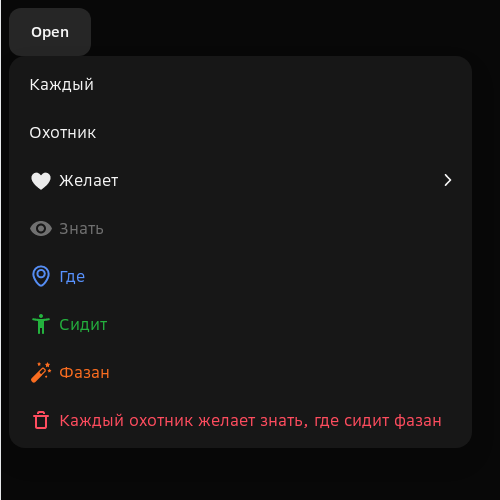 Open
Каждый
Охотник
Желает
Знать
Где
Сидит
Фазан
Каждый охотник желает знать, где сидит фазан